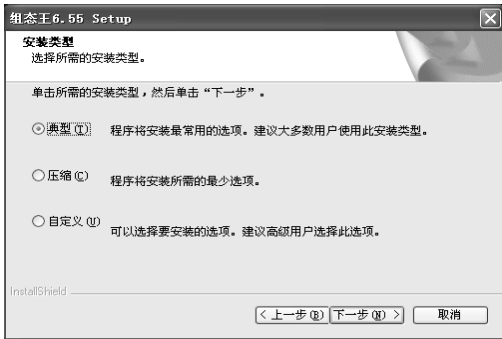 组态王6.55 Setup
安装类型
选择所需的安装类型。
单击所需的安装类型，然后单击“下一步”。
典型(T) 程序将安装最常用的选项。建议大多数用户使用此安装类型。
压缩(C) 程序将安装所需的最少选项。
自定义(U) 可以选择要安装的选项。建议高级用户选择此选项。
InstallShield
< 上一步(B) 下一步(N) > 取消